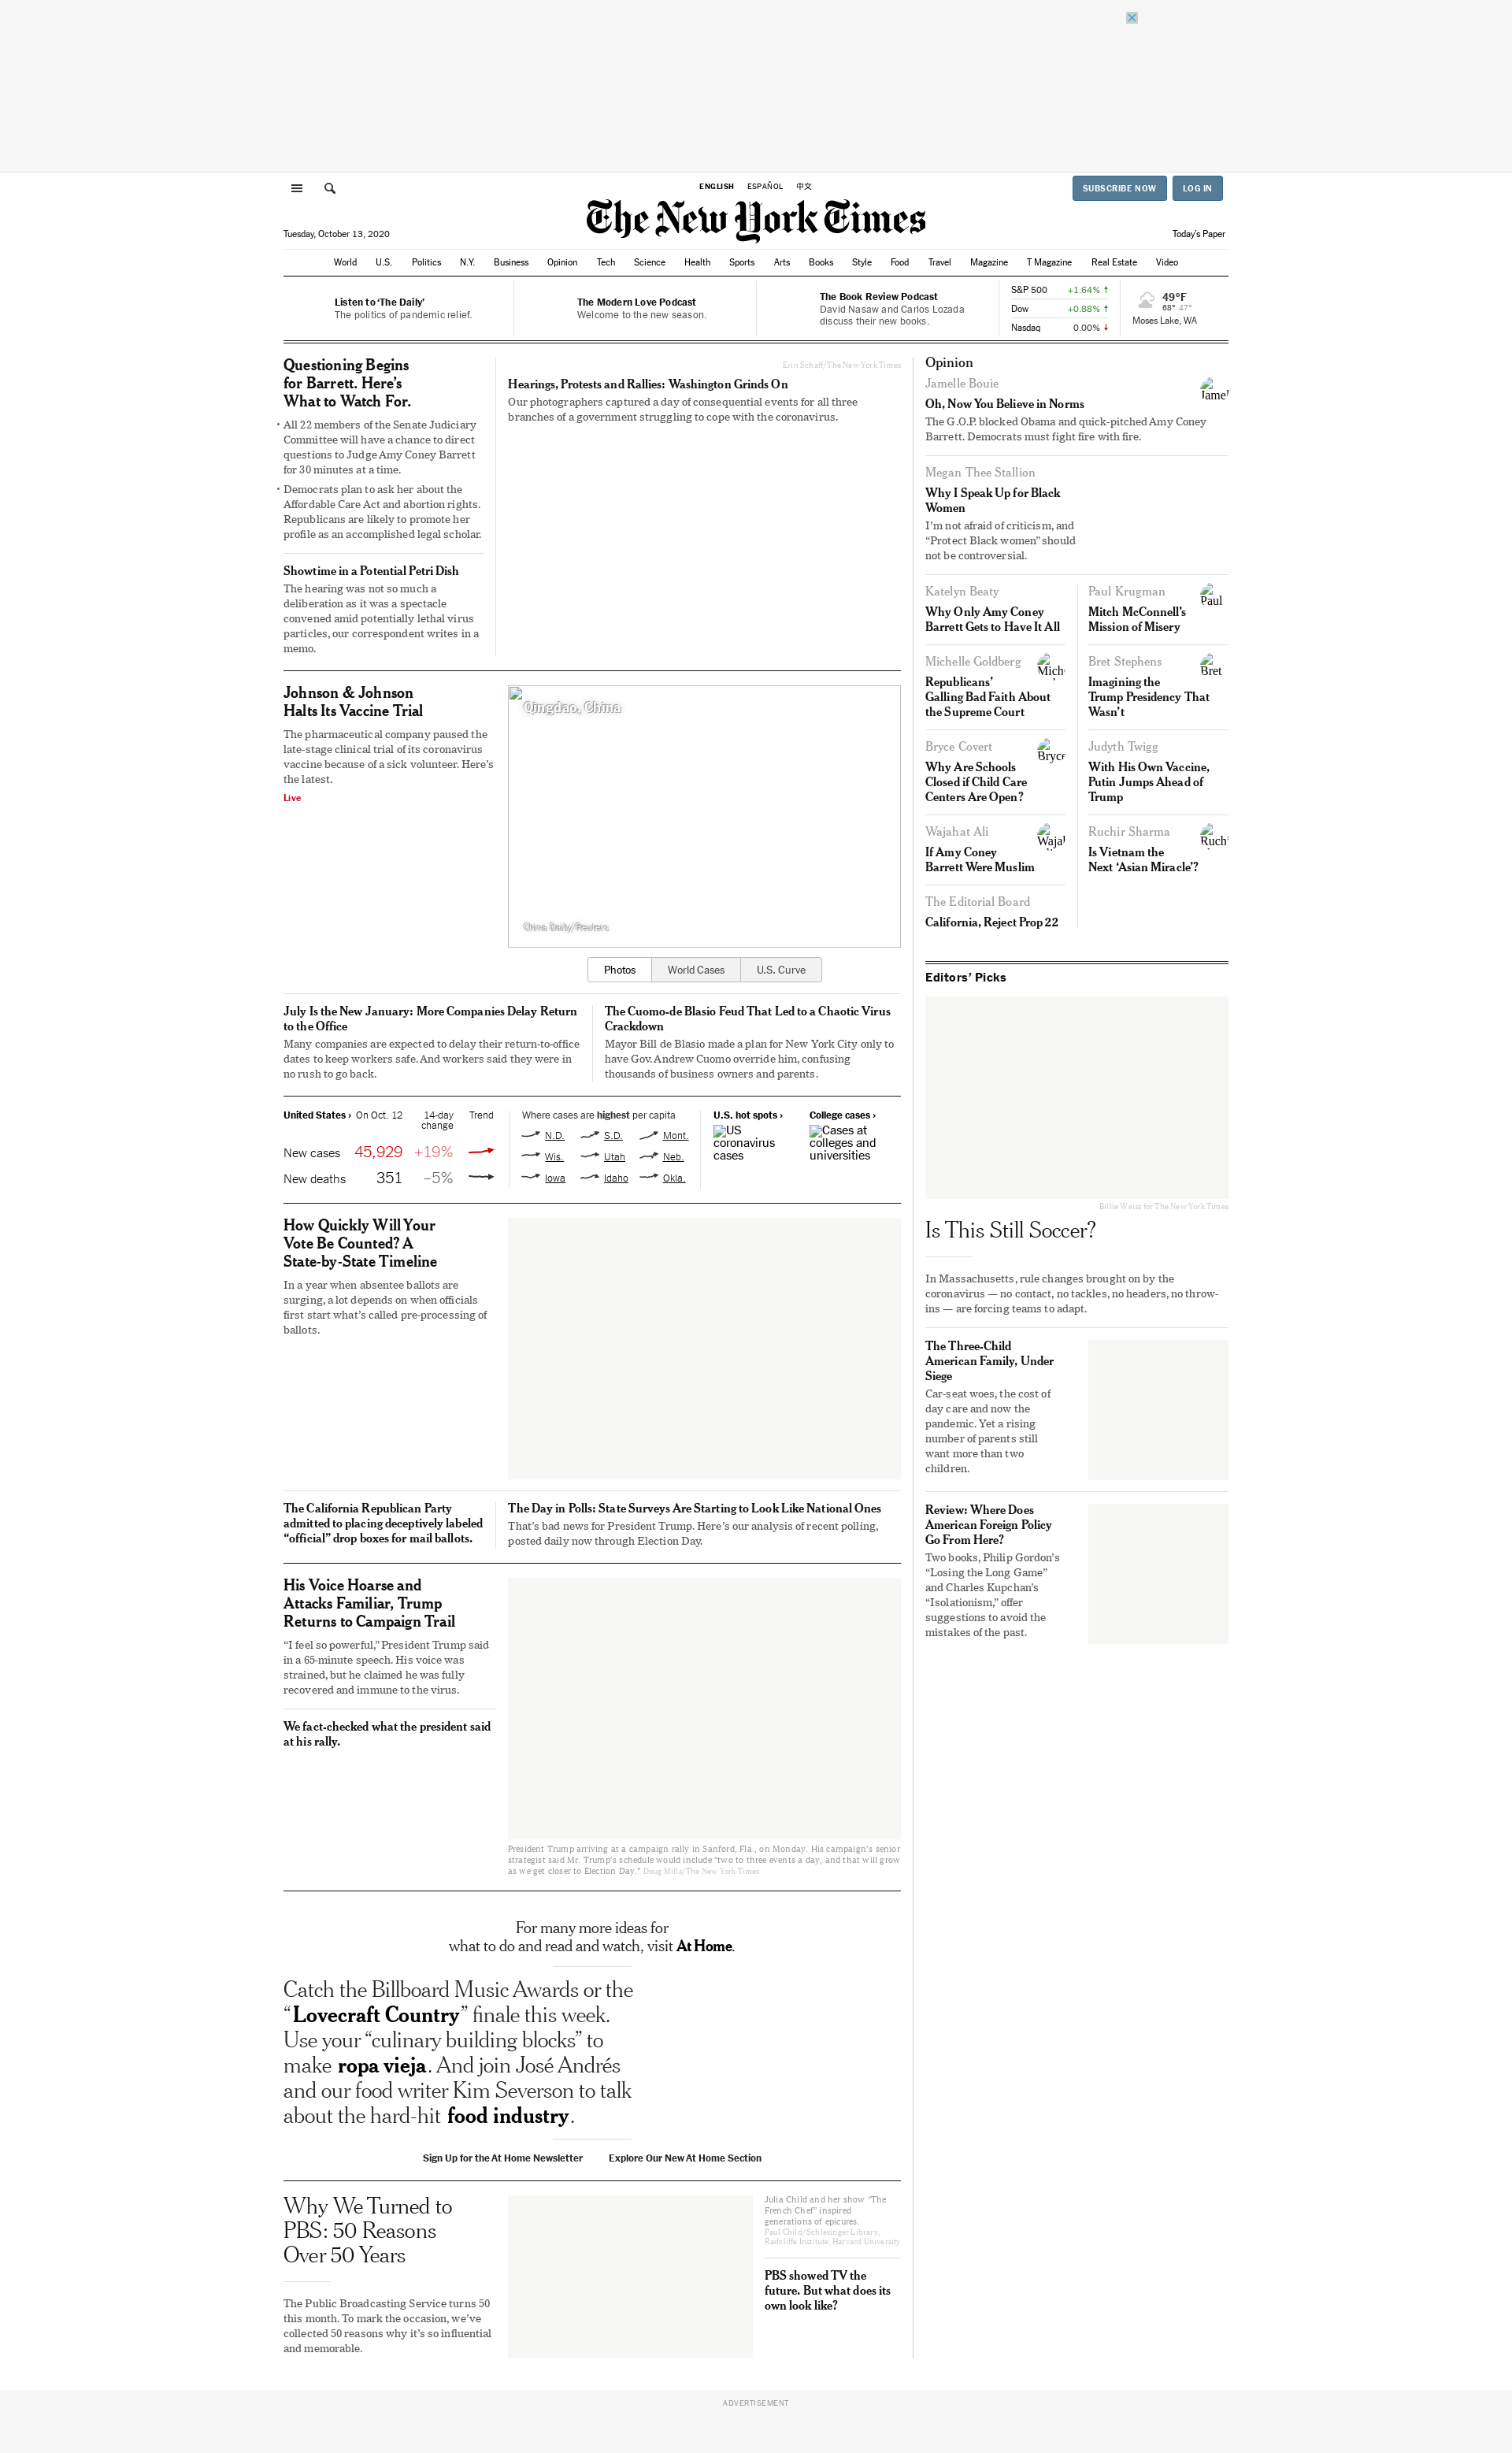 ENGLISH ESPAÑOL 中文
SUBSCRIBE NOW LOG IN
The New York Times
Tuesday, October 13, 2020
Today's Paper
World U.S. Politics N.Y. Business Opinion Tech Science Health Sports Arts Books Style Food Travel Magazine T Magazine Real Estate Video
Listen to ‘The Daily’
The politics of pandemic relief.
The Modern Love Podcast
Welcome to the new season.
The Book Review Podcast
David Nasaw and Carlos Lozada
discuss their new books.
S&P 500 +1.64% ↑
Dow +0.88% ↑
Nasdaq 0.00% ↓
49°F
68° 47°
Moses Lake, WA
Questioning Begins
for Barrett. Here’s
What to Watch For.
• All 22 members of the Senate Judiciary
Committee will have a chance to direct
questions to Judge Amy Coney Barrett
for 30 minutes at a time.
• Democrats plan to ask her about the
Affordable Care Act and abortion rights.
Republicans are likely to promote her
profile as an accomplished legal scholar.
Showtime in a Potential Petri Dish
The hearing was not so much a
deliberation as it was a spectacle
convened amid potentially lethal virus
particles, our correspondent writes in a
memo.
Erin Schaff/The New York Times
Hearings, Protests and Rallies: Washington Grinds On
Our photographers captured a day of consequential events for all three
branches of a government struggling to cope with the coronavirus.
Johnson & Johnson
Halts Its Vaccine Trial
The pharmaceutical company paused the
late-stage clinical trial of its coronavirus
vaccine because of a sick volunteer. Here’s
the latest.
Live
Qingdao, China
China Daily/Reuters
Photos World Cases U.S. Curve
July Is the New January: More Companies Delay Return
to the Office
Many companies are expected to delay their return-to-office
dates to keep workers safe. And workers said they were in
no rush to go back.
The Cuomo-de Blasio Feud That Led to a Chaotic Virus
Crackdown
Mayor Bill de Blasio made a plan for New York City only to
have Gov. Andrew Cuomo override him, confusing
thousands of business owners and parents.
United States › On Oct. 12 14-day
change Trend
New cases 45,929 +19%
New deaths 351 –5%
Where cases are highest per capita
N.D. S.D. Mont.
Wis. Utah Neb.
Iowa Idaho Okla.
U.S. hot spots ›
US
coronavirus
cases
College cases ›
Cases at
colleges and
universities
How Quickly Will Your
Vote Be Counted? A
State-by-State Timeline
In a year when absentee ballots are
surging, a lot depends on when officials
first start what’s called pre-processing of
ballots.
The California Republican Party
admitted to placing deceptively labeled
“official” drop boxes for mail ballots.
The Day in Polls: State Surveys Are Starting to Look Like National Ones
That’s bad news for President Trump. Here’s our analysis of recent polling,
posted daily now through Election Day.
His Voice Hoarse and
Attacks Familiar, Trump
Returns to Campaign Trail
“I feel so powerful,” President Trump said
in a 65-minute speech. His voice was
strained, but he claimed he was fully
recovered and immune to the virus.
We fact-checked what the president said
at his rally.
President Trump arriving at a campaign rally in Sanford, Fla., on Monday. His campaign’s senior
strategist said Mr. Trump’s schedule would include “two to three events a day, and that will grow
as we get closer to Election Day.” Doug Mills/The New York Times
For many more ideas for
what to do and read and watch, visit At Home.
Catch the Billboard Music Awards or the
“Lovecraft Country” finale this week.
Use your “culinary building blocks” to
make ropa vieja. And join José Andrés
and our food writer Kim Severson to talk
about the hard-hit food industry.
Sign Up for the At Home Newsletter Explore Our New At Home Section
Why We Turned to
PBS: 50 Reasons
Over 50 Years
The Public Broadcasting Service turns 50
this month. To mark the occasion, we’ve
collected 50 reasons why it’s so influential
and memorable.
Julia Child and her show “The
French Chef” inspired
generations of epicures.
Paul Child/Schlesinger Library,
Radcliffe Institute, Harvard University
PBS showed TV the
future. But what does its
own look like?
Opinion
Jamelle Bouie
Oh, Now You Believe in Norms
The G.O.P. blocked Obama and quick-pitched Amy Coney
Barrett. Democrats must fight fire with fire.
Megan Thee Stallion
Why I Speak Up for Black
Women
I’m not afraid of criticism, and
“Protect Black women” should
not be controversial.
Katelyn Beaty
Why Only Amy Coney
Barrett Gets to Have It All
Michelle Goldberg
Republicans’
Galling Bad Faith About
the Supreme Court
Bryce Covert
Bryce
Why Are Schools
Closed if Child Care
Centers Are Open?
Wajahat Ali
If Amy Coney
Barrett Were Muslim
The Editorial Board
California, Reject Prop 22
Paul Krugman
Paul
Mitch McConnell’s
Mission of Misery
Bret Stephens
Bret
Imagining the
Trump Presidency That
Wasn’t
Judyth Twigg
With His Own Vaccine,
Putin Jumps Ahead of
Trump
Ruchir Sharma
Is Vietnam the
Next ‘Asian Miracle’?
Editors’ Picks
Billie Weiss for The New York Times
Is This Still Soccer?
In Massachusetts, rule changes brought on by the
coronavirus — no contact, no tackles, no headers, no throw-
ins — are forcing teams to adapt.
The Three-Child
American Family, Under
Siege
Car-seat woes, the cost of
day care and now the
pandemic. Yet a rising
number of parents still
want more than two
children.
Review: Where Does
American Foreign Policy
Go From Here?
Two books, Philip Gordon’s
“Losing the Long Game”
and Charles Kupchan’s
“Isolationism,” offer
suggestions to avoid the
mistakes of the past.
ADVERTISEMENT